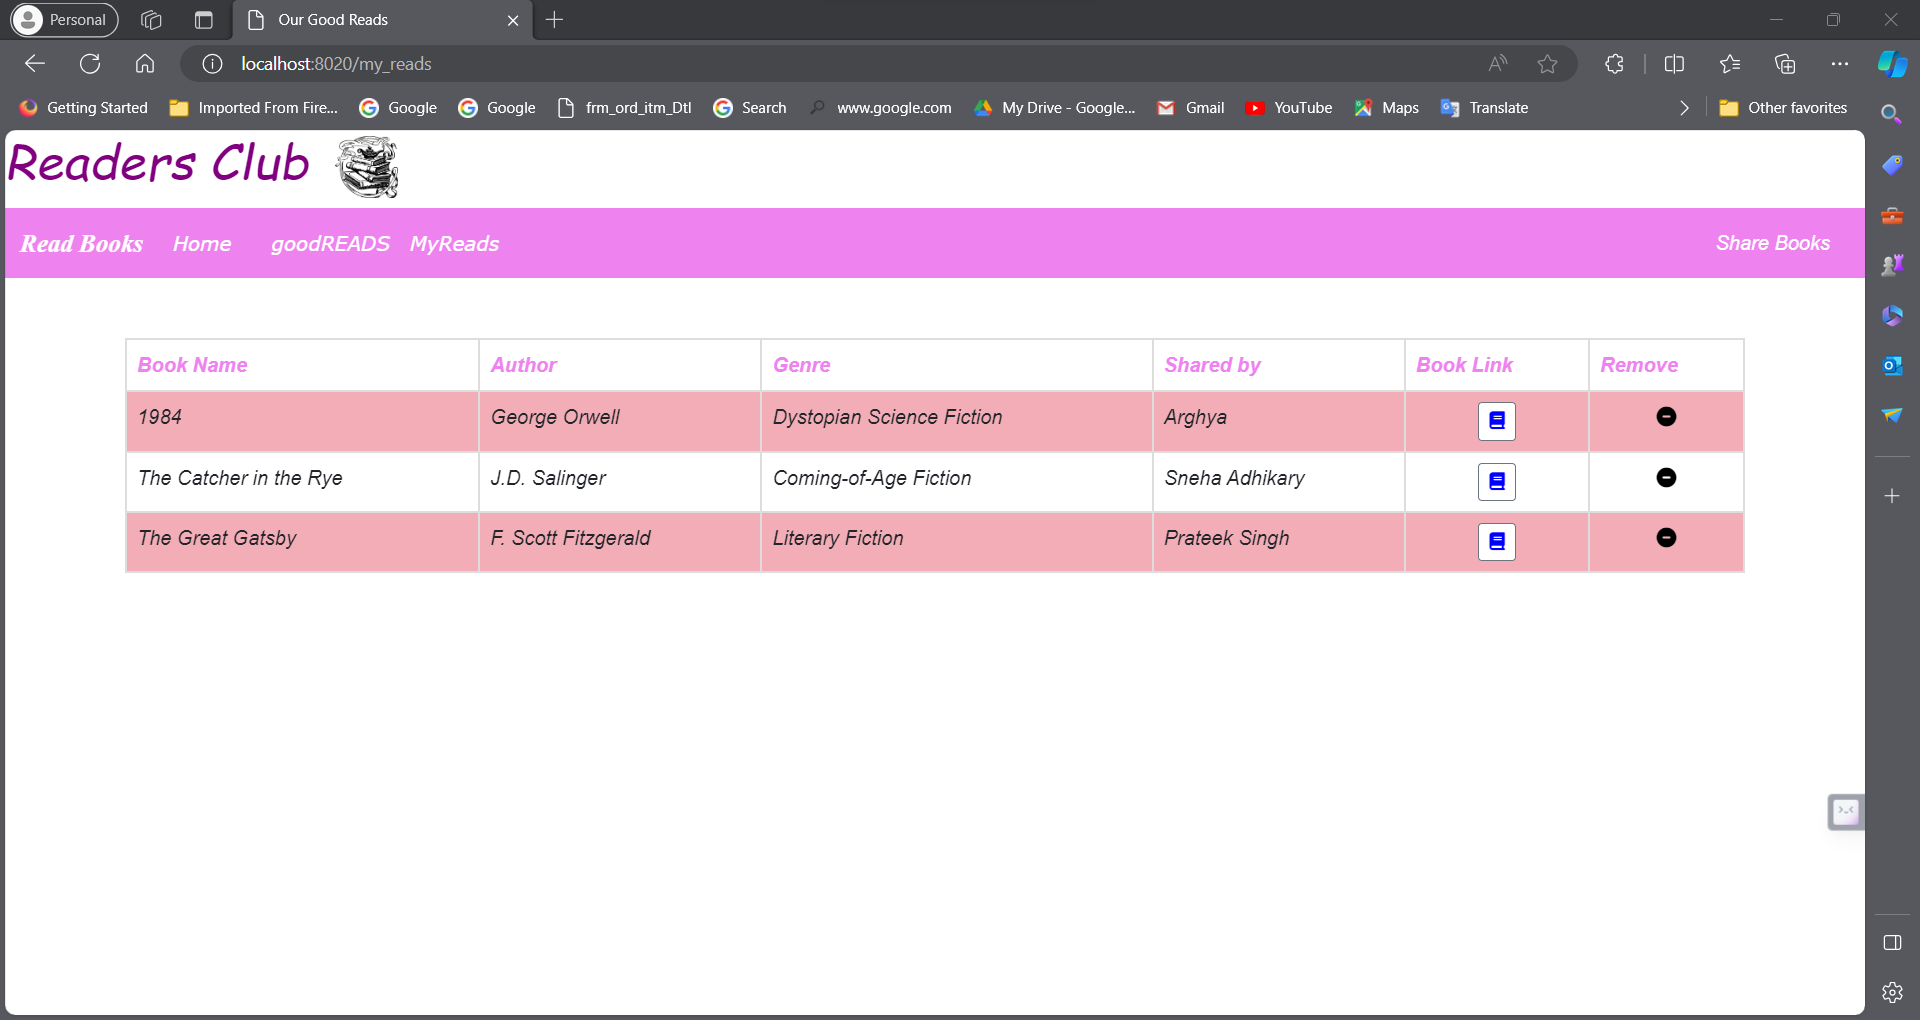 Personal
Our Good Reads
localhost:8020/my_reads
Getting Started Imported From Fire... Google Google frm_ord_itm_Dtl Search www.google.com My Drive - Google... Gmail YouTube Maps Translate Other favorites
Readers Club
Read Books Home goodREADS MyReads Share Books
Book Name Author Genre Shared by Book Link Remove
1984 George Orwell Dystopian Science Fiction Arghya
The Catcher in the Rye J.D. Salinger Coming-of-Age Fiction Sneha Adhikary
The Great Gatsby F. Scott Fitzgerald Literary Fiction Prateek Singh